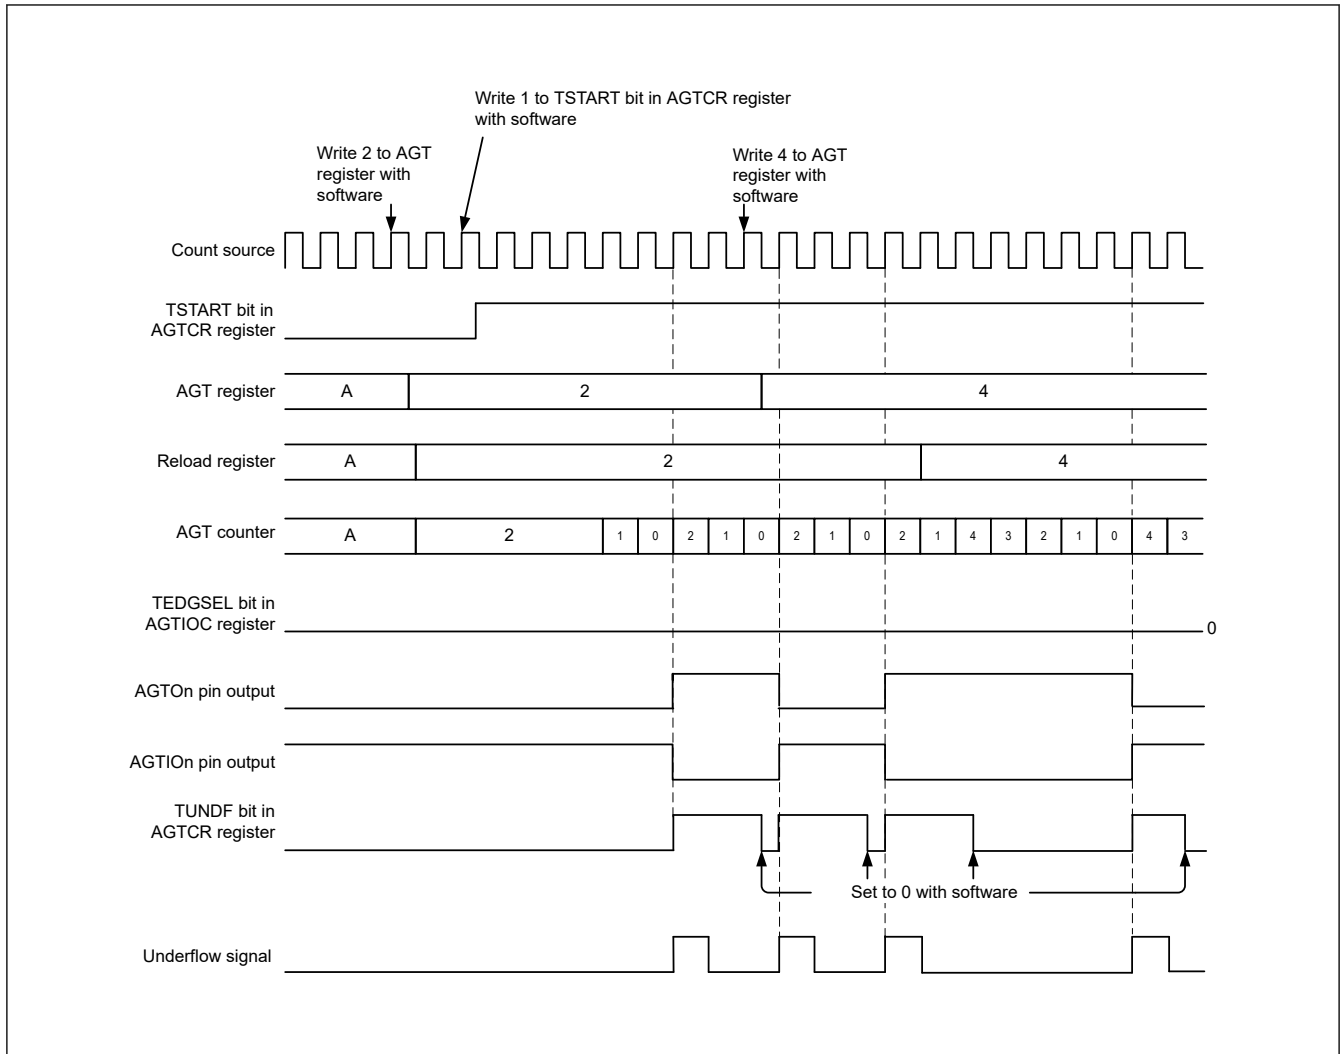 Write 1 to TSTART bit in AGTCR register
with software
Write 2 to AGT
register with
software
Write 4 to AGT
register with
software
Count source
TSTART bit in
AGTCR register
AGT register
A
2
4
Reload register
A
2
4
AGT counter
A
2
1
0
2
1
0
2
1
0
2
1
4
3
2
1
0
4
3
TEDGSEL bit in
AGTIOC register
0
AGTOn pin output
AGTIOn pin output
TUNDF bit in
AGTCR register
Set to 0 with software
Underflow signal